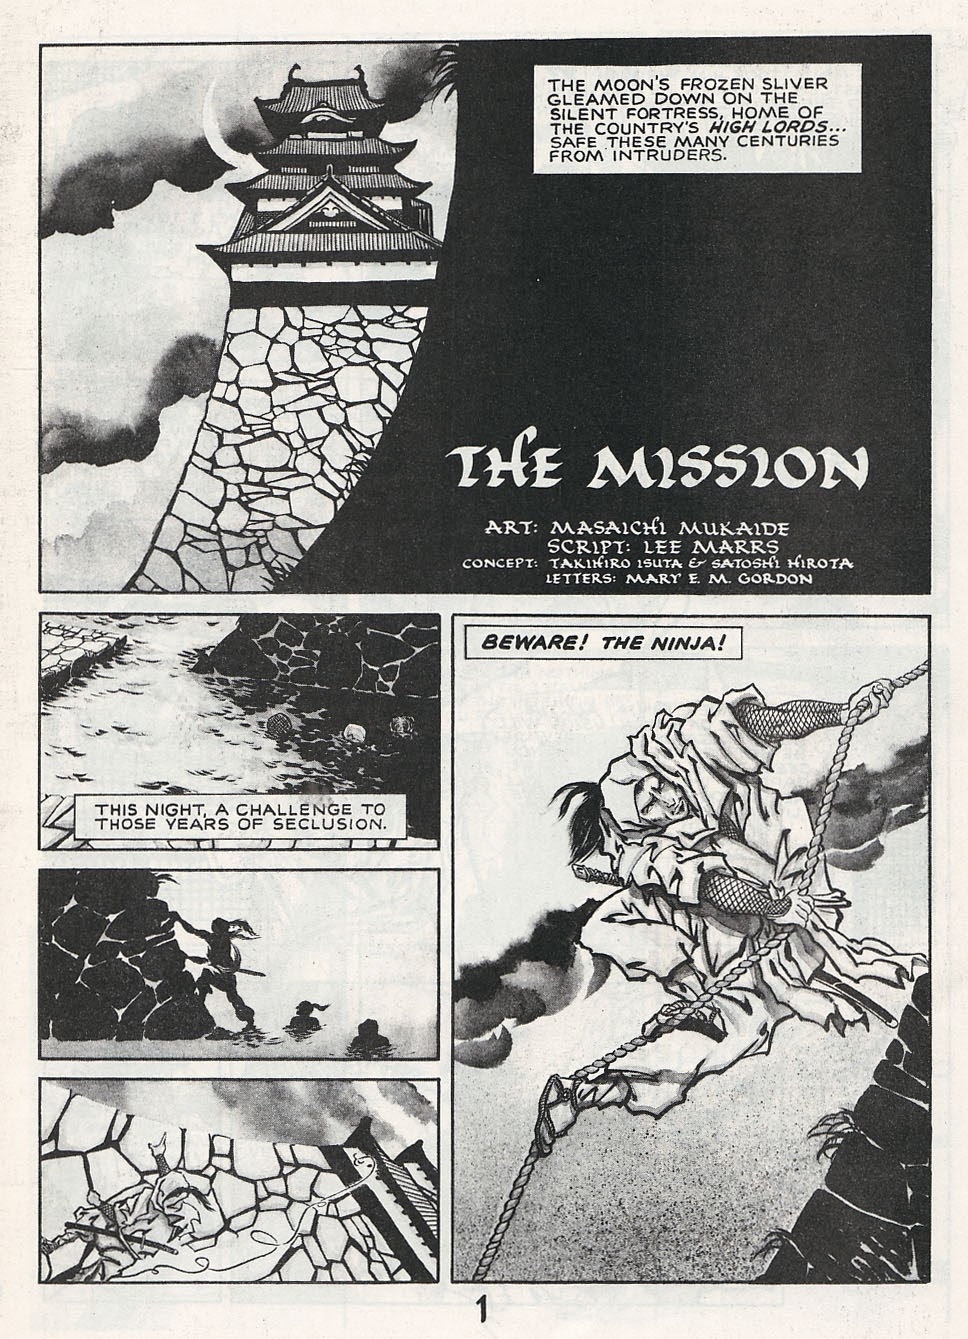 THE MOON'S FROZEN SLIVER
GLEAMED DOWN ON THE
SILENT FORTRESS, HOME OF
THE COUNTRY'S HIGH LORDS...
SAFE THESE MANY CENTURIES
FROM INTRUDERS.
THE MISSION
ART: MASAICHI MUKAIDE
SCRIPT: LEE MARRS
CONCEPT: TAKIHIRO ISUTA & SATOSHI HIROTA
LETTERS: MARY E. M. GORDON
THIS NIGHT, A CHALLENGE TO
THOSE YEARS OF SECLUSION.
BEWARE! THE NINJA!
1